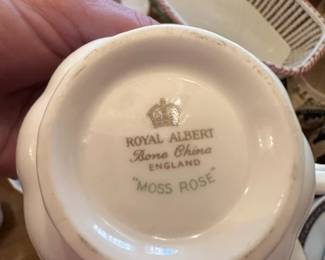 ROYAL ALBERT
Bone China
ENGLAND
"MOSS ROSE"